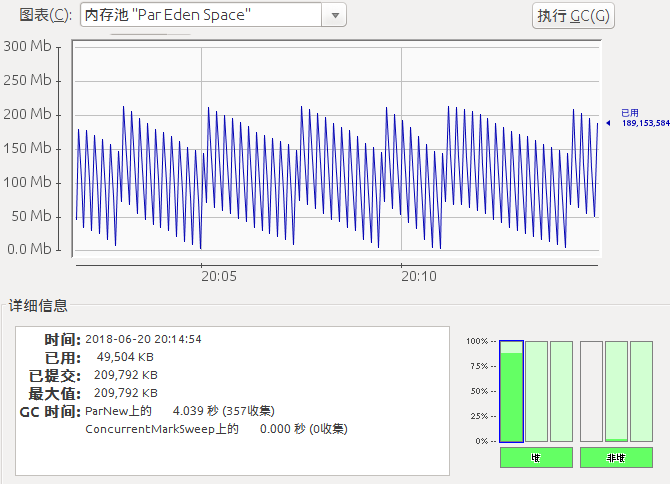 图表(C): 内存池 "Par Eden Space" 执行 GC(G)
300 Mb
250 Mb
200 Mb
150 Mb
100 Mb
50 Mb
0.0 Mb
已用
189,153,584
20:05 20:10
详细信息
时间: 2018-06-20 20:14:54
已用: 49,504 KB
已提交: 209,792 KB
最大值: 209,792 KB
GC 时间: ParNew上的 4.039 秒 (357收集)
ConcurrentMarkSweep上的 0.000 秒 (0收集)
100% --
75% --
50% --
25% --
0% --
堆 非堆